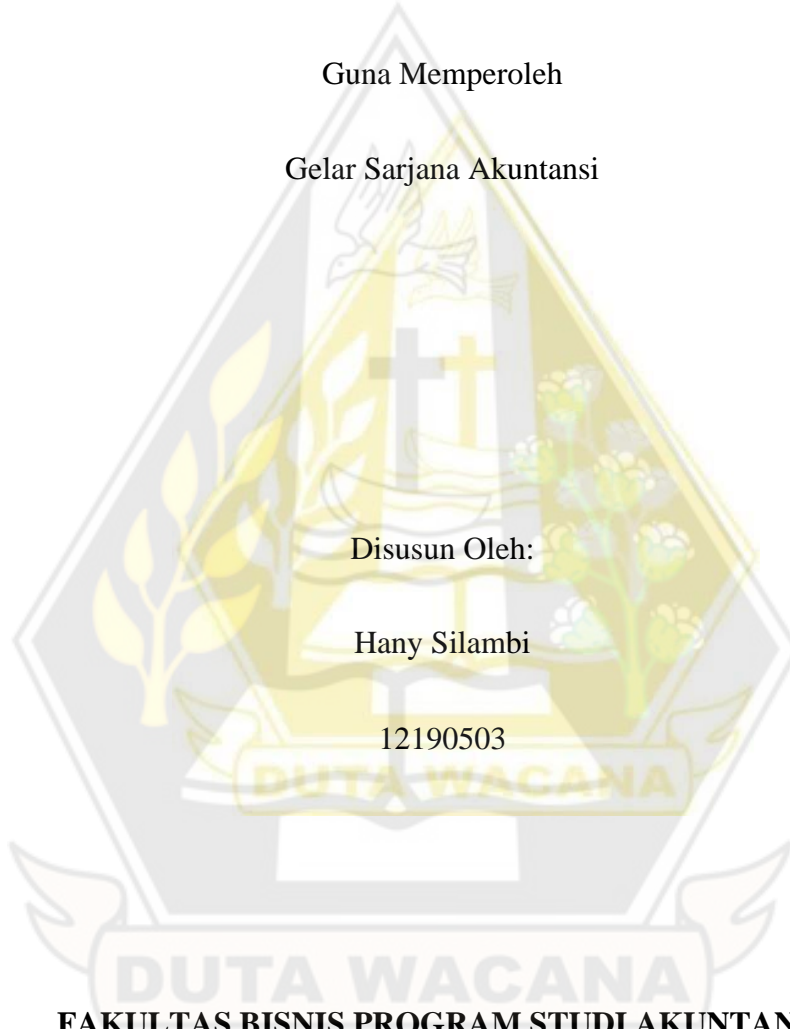 Guna Memperoleh
Gelar Sarjana Akuntansi
Disusun Oleh:
Hany Silambi
12190503
DUTA WACANA
DUTA WACANA
FAKULTAS BISNIS PROGRAM STUDI AKUNTAN